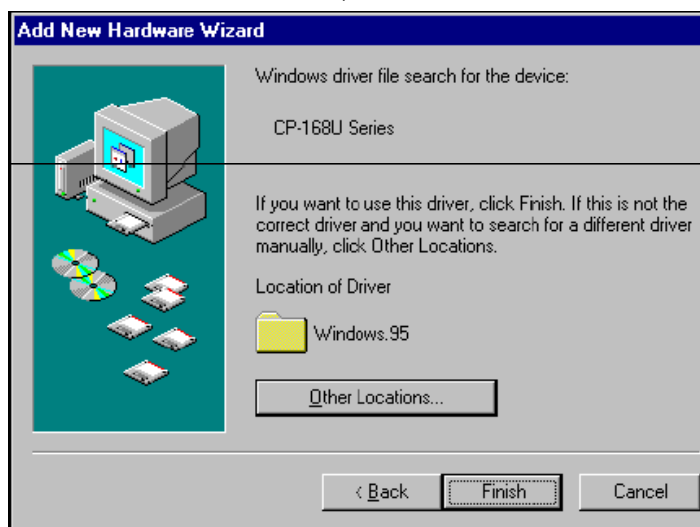 Add New Hardware Wizard
Windows driver file search for the device:
CP-168U Series
If you want to use this driver, click Finish. If this is not the
correct driver and you want to search for a different driver
manually, click Other Locations.
Location of Driver
Windows.95
Other Locations...
< Back Finish Cancel